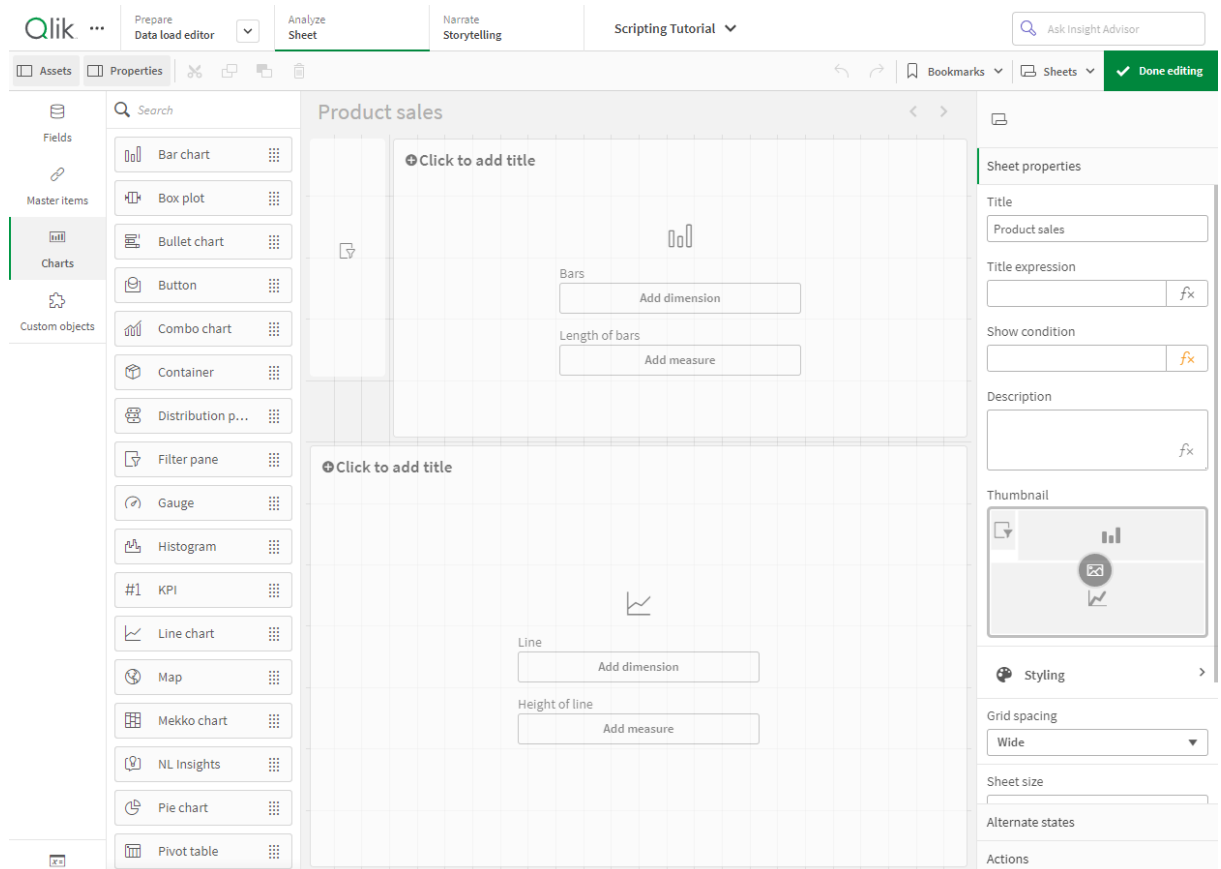 Qlik
Prepare
Data load editor
Analyze
Sheet
Narrate
Storytelling
Scripting Tutorial
Ask Insight Advisor
Assets
Properties
Bookmarks
Sheets
Done editing
Fields
Master items
Charts
Custom objects
Search
Bar chart
Box plot
Bullet chart
Button
Combo chart
Container
Distribution p...
Filter pane
Gauge
Histogram
#1 KPI
Line chart
Map
Mekko chart
NL Insights
Pie chart
Pivot table
Product sales
Click to add title
Bars
Add dimension
Length of bars
Add measure
Click to add title
Line
Add dimension
Height of line
Add measure
Sheet properties
Title
Product sales
Title expression
fx
Show condition
fx
Description
fx
Thumbnail
Styling
Grid spacing
Wide
Sheet size
Alternate states
Actions